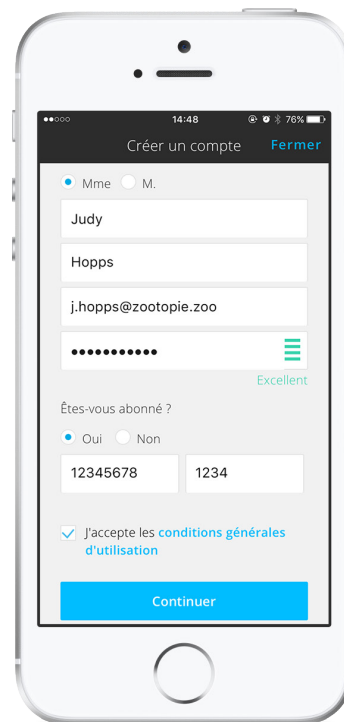 14:48 76%
Créer un compte Fermer
Mme M.
Judy
Hopps
j.hopps@zootopie.zoo
•••••••••••
Excellent
Êtes-vous abonné ?
Oui Non
12345678 1234
J'accepte les conditions générales
d'utilisation
Continuer